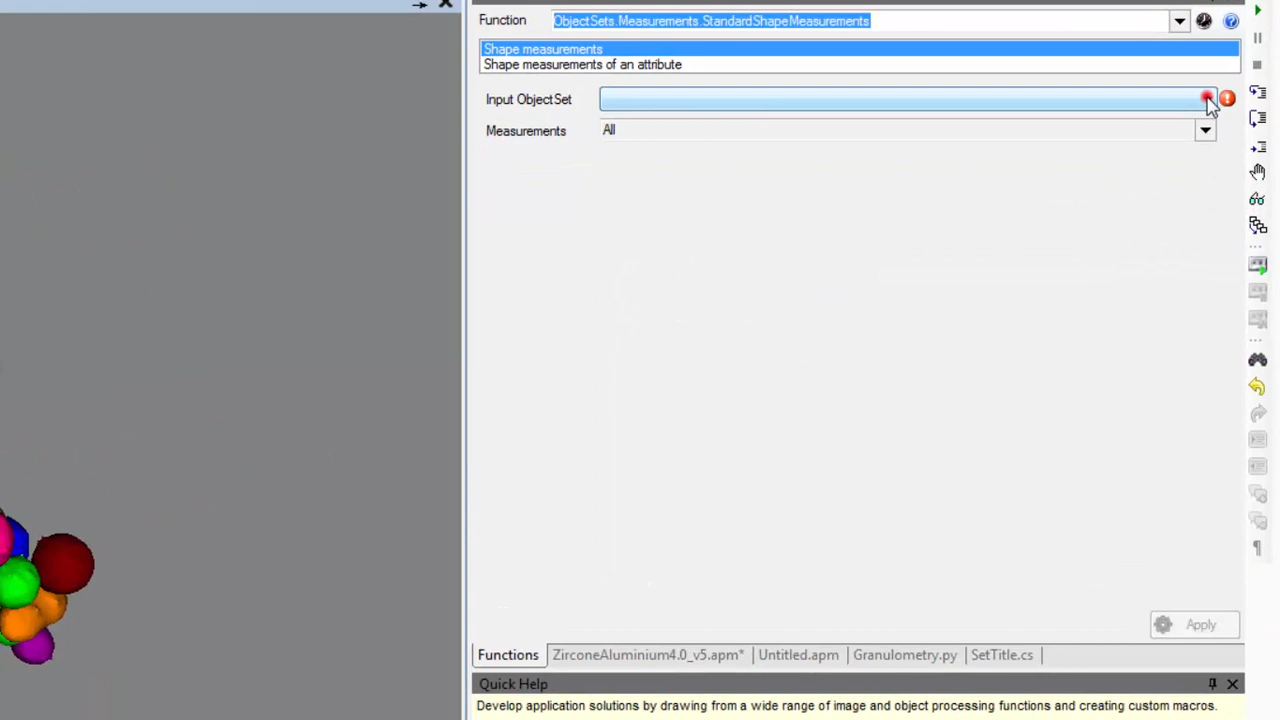 Function ObjectSets.Measurements.StandardShapeMeasurements
Shape measurements
Shape measurements of an attribute
Input ObjectSet
Measurements All
Apply
Functions ZirconeAluminium4.0_v5.apm* Untitled.apm Granulometry.py SetTitle.cs
Quick Help
Develop application solutions by drawing from a wide range of image and object processing functions and creating custom macros.